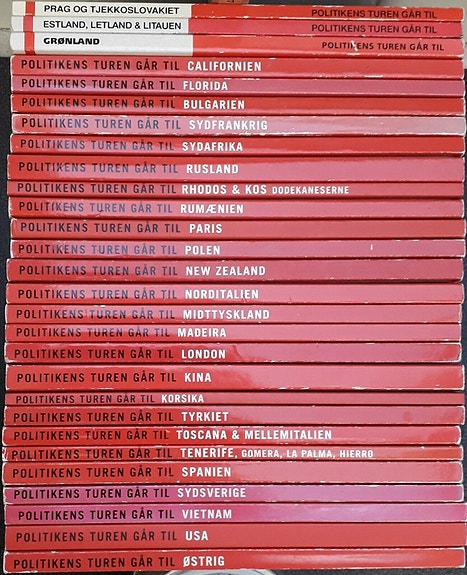 PRAG OG TJEKKOSLOVAKIET POLITIKENS TUREN GÅR TIL
ESTLAND, LETLAND & LITAUEN POLITIKENS TUREN GÅR TIL
GRØNLAND POLITIKENS TUREN GÅR TIL
POLITIKENS TUREN GÅR TIL CALIFORNIEN
POLITIKENS TUREN GÅR TIL FLORIDA
POLITIKENS TUREN GÅR TIL BULGARIEN
POLITIKENS TUREN GÅR TIL SYDFRANKRIG
POLITIKENS TUREN GÅR TIL SYDAFRIKA
POLITIKENS TUREN GÅR TIL RUSLAND
POLITIKENS TUREN GÅR TIL RHODOS & KOS DODEKANESERNE
POLITIKENS TUREN GÅR TIL RUMÆNIEN
POLITIKENS TUREN GÅR TIL PARIS
POLITIKENS TUREN GÅR TIL POLEN
POLITIKENS TUREN GÅR TIL NEW ZEALAND
POLITIKENS TUREN GÅR TIL NORDITALIEN
POLITIKENS TUREN GÅR TIL MIDTTYSKLAND
POLITIKENS TUREN GÅR TIL MADEIRA
POLITIKENS TUREN GÅR TIL LONDON
POLITIKENS TUREN GÅR TIL KINA
POLITIKENS TUREN GÅR TIL KORSIKA
POLITIKENS TUREN GÅR TIL TYRKIET
POLITIKENS TUREN GÅR TIL TOSCANA & MELLEMITALIEN
POLITIKENS TUREN GÅR TIL TENERIFE, GOMERA, LA PALMA, HIERRO
POLITIKENS TUREN GÅR TIL SPANIEN
POLITIKENS TUREN GÅR TIL SYDSVERIGE
POLITIKENS TUREN GÅR TIL VIETNAM
POLITIKENS TUREN GÅR TIL USA
POLITIKENS TUREN GÅR TIL ØSTRIG